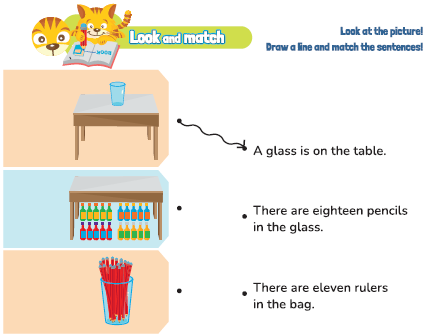 Look and match
Look at the picture!
Draw a line and match the sentences!
A glass is on the table.
There are eighteen pencils
in the glass.
There are eleven rulers
in the bag.